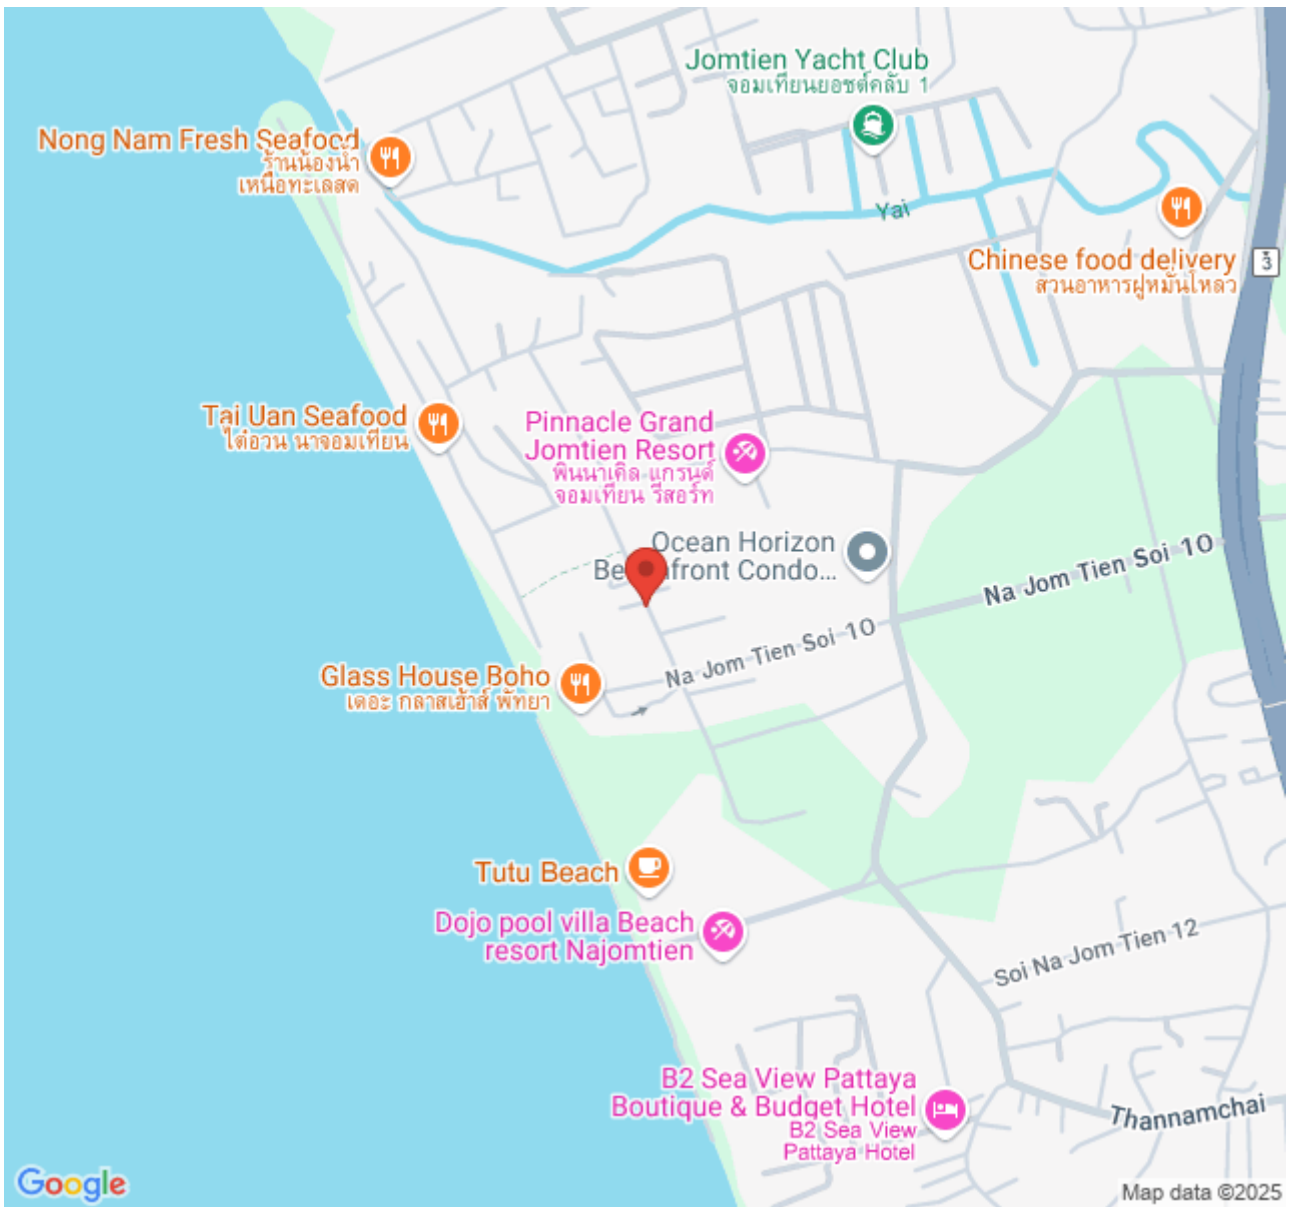 Jomtien Yacht Club
จอมเทียนยอชต์คลับ 1
Nong Nam Fresh Seafood
ร้านน้องน้ำ
เหนือทะเลสด
Yai
Chinese food delivery
สวนอาหารฝูหมั่นโหลว
3
Tai Uan Seafood
ไต๋อ้วน นาจอมเทียน
Pinnacle Grand
Jomtien Resort
พินนาเคิล แกรนด์
จอมเทียน รีสอร์ท
Ocean Horizon
Condo...
Na Jom Tien Soi 10
Na Jom Tien Soi 10
Glass House Boho
เดอะ กลาสเฮ้าส์ พัทยา
Tutu Beach
Dojo pool villa Beach
resort Najomtien
Soi Na Jom Tien 12
B2 Sea View Pattaya
Boutique & Budget Hotel
B2 Sea View
Pattaya Hotel
Thannamchai
Google
Map data ©2025